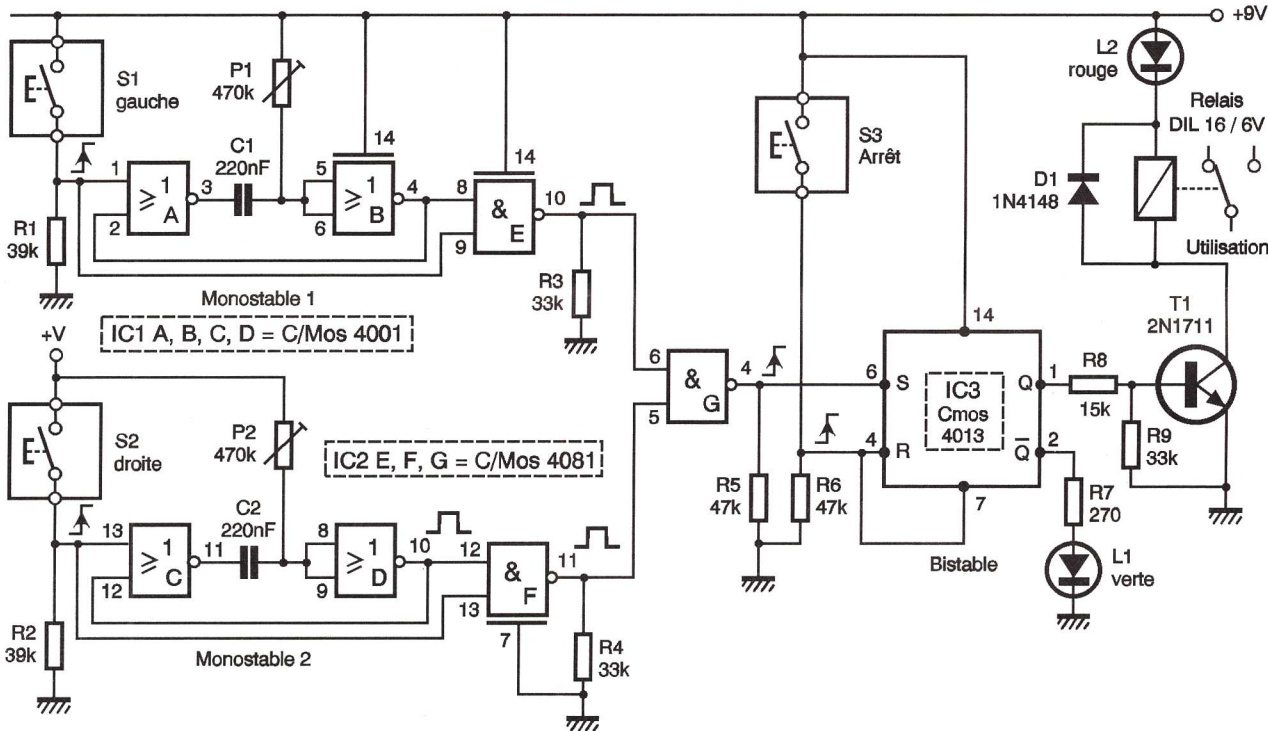 +9V
L2
rouge
Relais
DIL 16 / 6V
S1
gauche
P1
470k
C1
220nF
14
14
S3
Arrêt
D1
1N4148
1
2
≥ 1
A
3
5
6
≥ 1
B
4
8
9
&
E
10
R1
39k
R3
33k
Utilisation
Monostable 1
IC1 A, B, C, D = C/Mos 4001
+V
T1
2N1711
14
6
5
&
G
4
6
S
IC3
Cmos
4013
Q
1
R8
15k
4
R
Q
2
R9
33k
S2
droite
P2
470k
IC2 E, F, G = C/Mos 4081
R5
47k
R6
47k
7
R7
270
Bistable
L1
verte
C2
220nF
13
12
≥ 1
C
11
8
9
≥ 1
D
10
12
13
&
F
11
7
R2
39k
R4
33k
Monostable 2